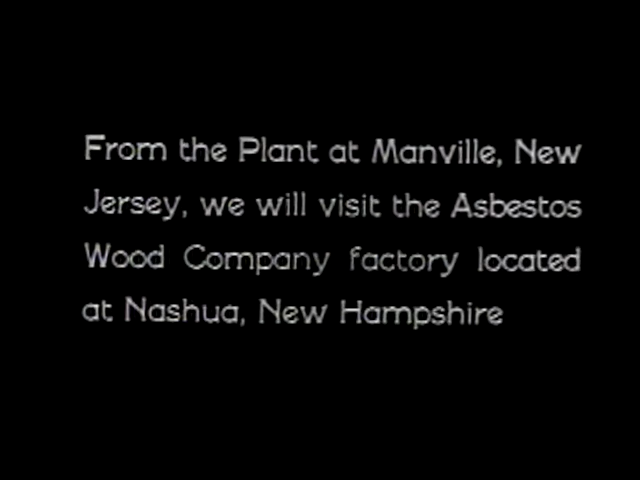 From the Plant at Manville, New
Jersey, we will visit the Asbestos
Wood Company factory located
at Nashua, New Hampshire